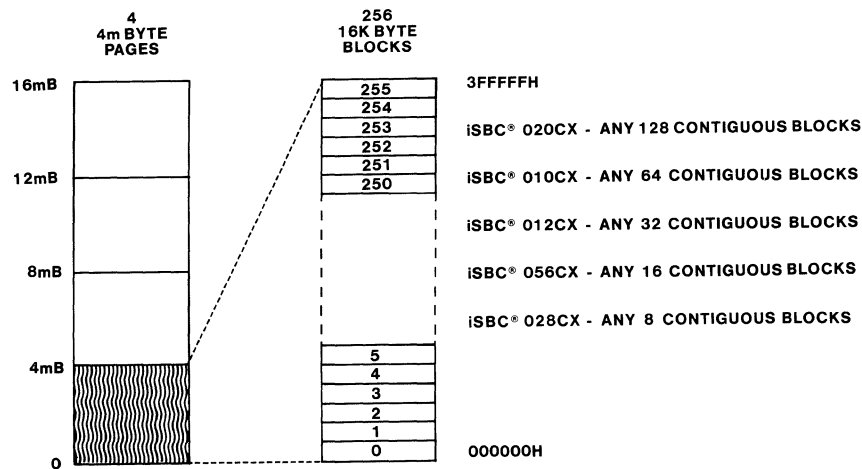 4
4m BYTE
PAGES
256
16K BYTE
BLOCKS
16mB
12mB
8mB
4mB
0
255
254
253
252
251
250
5
4
3
2
1
0
3FFFFFH
iSBC® 020CX - ANY 128 CONTIGUOUS BLOCKS
iSBC® 010CX - ANY 64 CONTIGUOUS BLOCKS
iSBC® 012CX - ANY 32 CONTIGUOUS BLOCKS
iSBC® 056CX - ANY 16 CONTIGUOUS BLOCKS
iSBC® 028CX - ANY 8 CONTIGUOUS BLOCKS
000000H